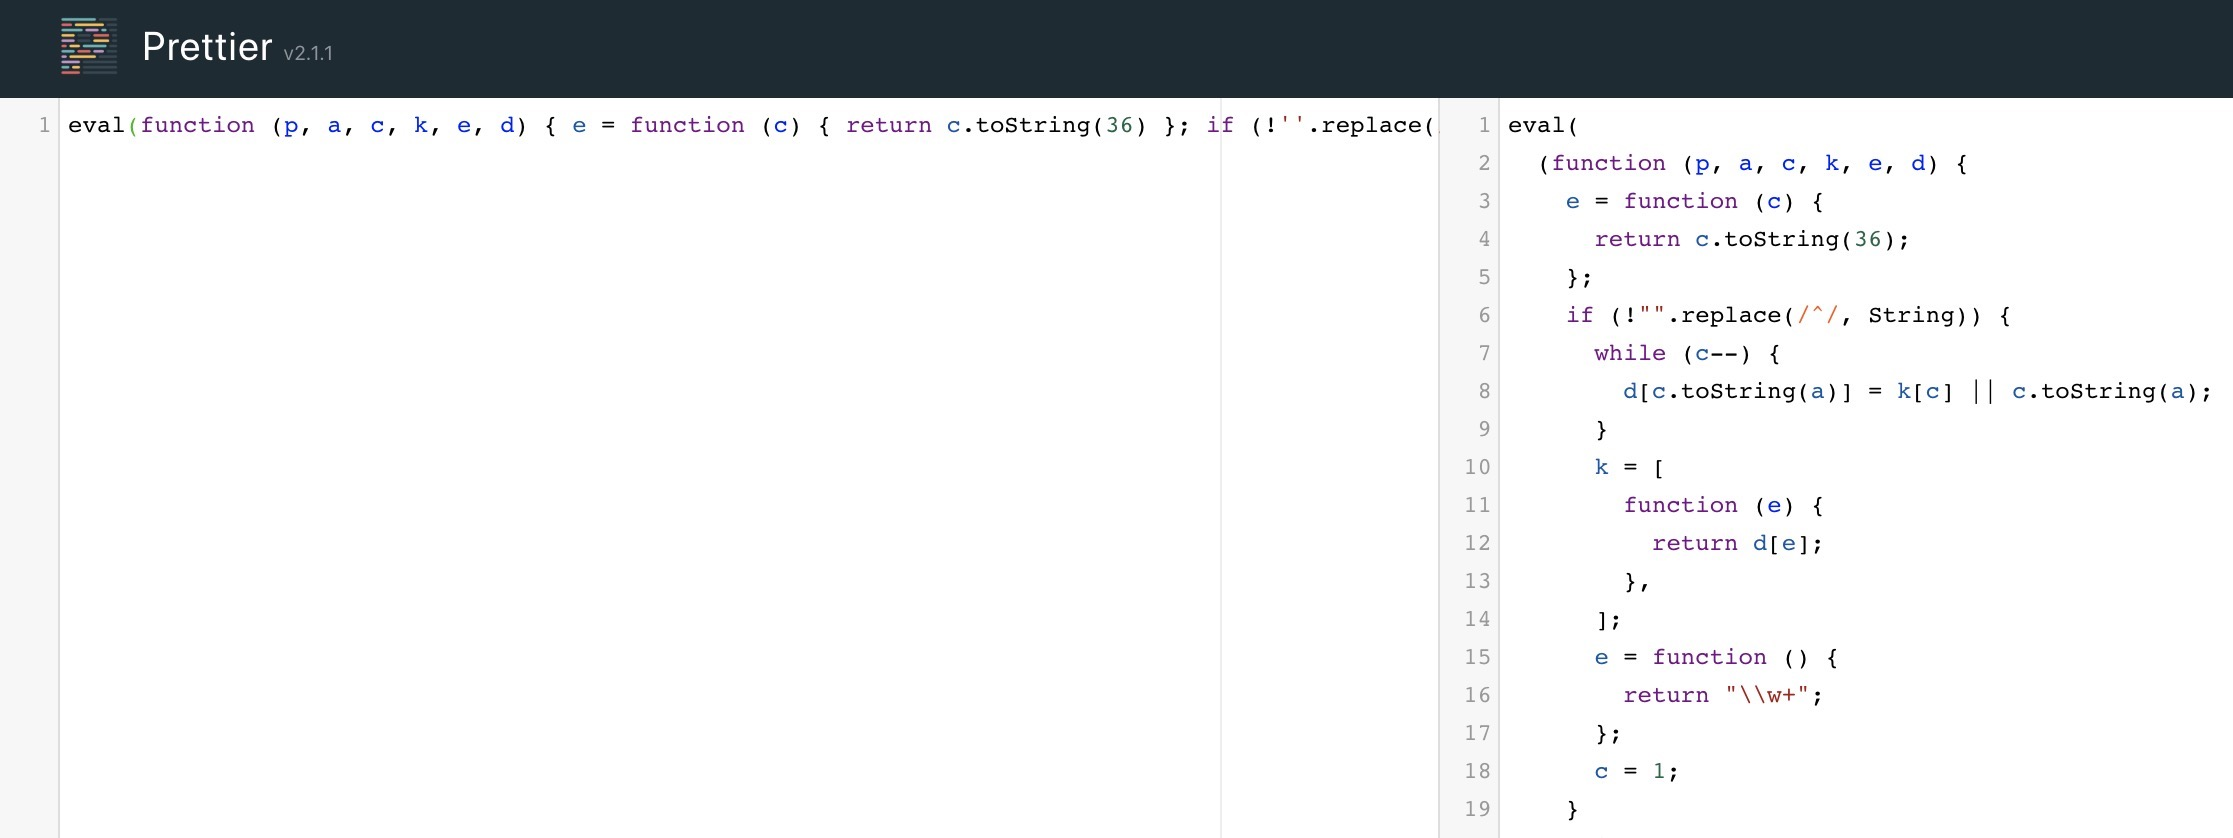 Prettier v2.1.1
1 eval(function (p, a, c, k, e, d) { e = function (c) { return c.toString(36) }; if (!''.replace(
1 eval(
2 (function (p, a, c, k, e, d) {
3 e = function (c) {
4 return c.toString(36);
5 };
6 if (!"".replace(/^/, String)) {
7 while (c--) {
8 d[c.toString(a)] = k[c] || c.toString(a);
9 }
10 k = [
11 function (e) {
12 return d[e];
13 },
14 ];
15 e = function () {
16 return "\\w+";
17 };
18 c = 1;
19 }